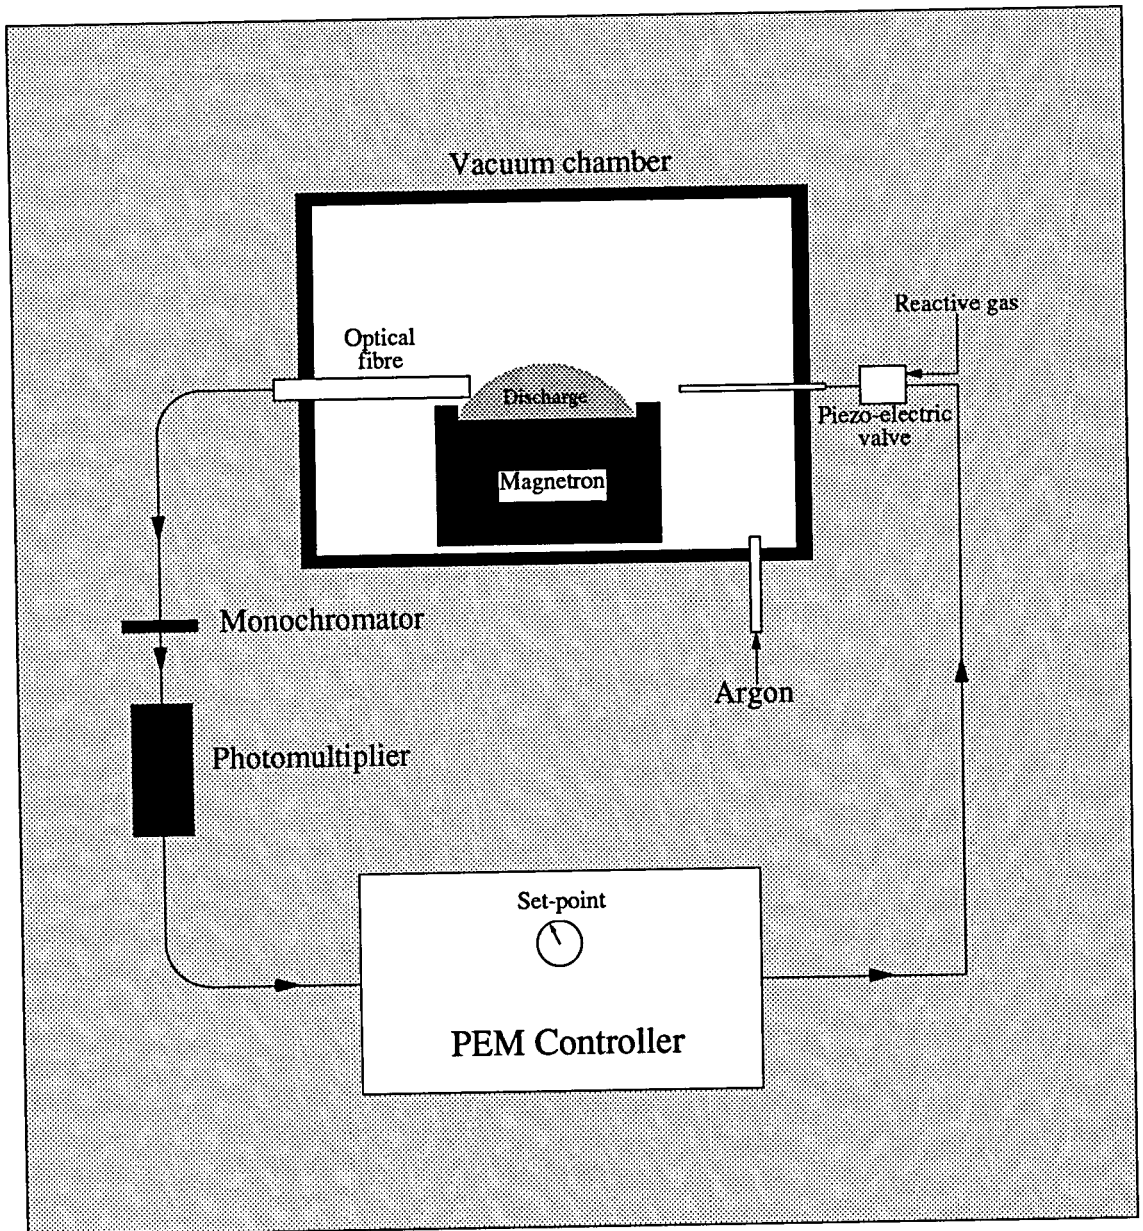 Vacuum chamber
Reactive gas
Optical
fibre
Discharge
Piezo-electric
valve
Magnetron
Monochromator
Argon
Photomultiplier
Set-point
PEM Controller